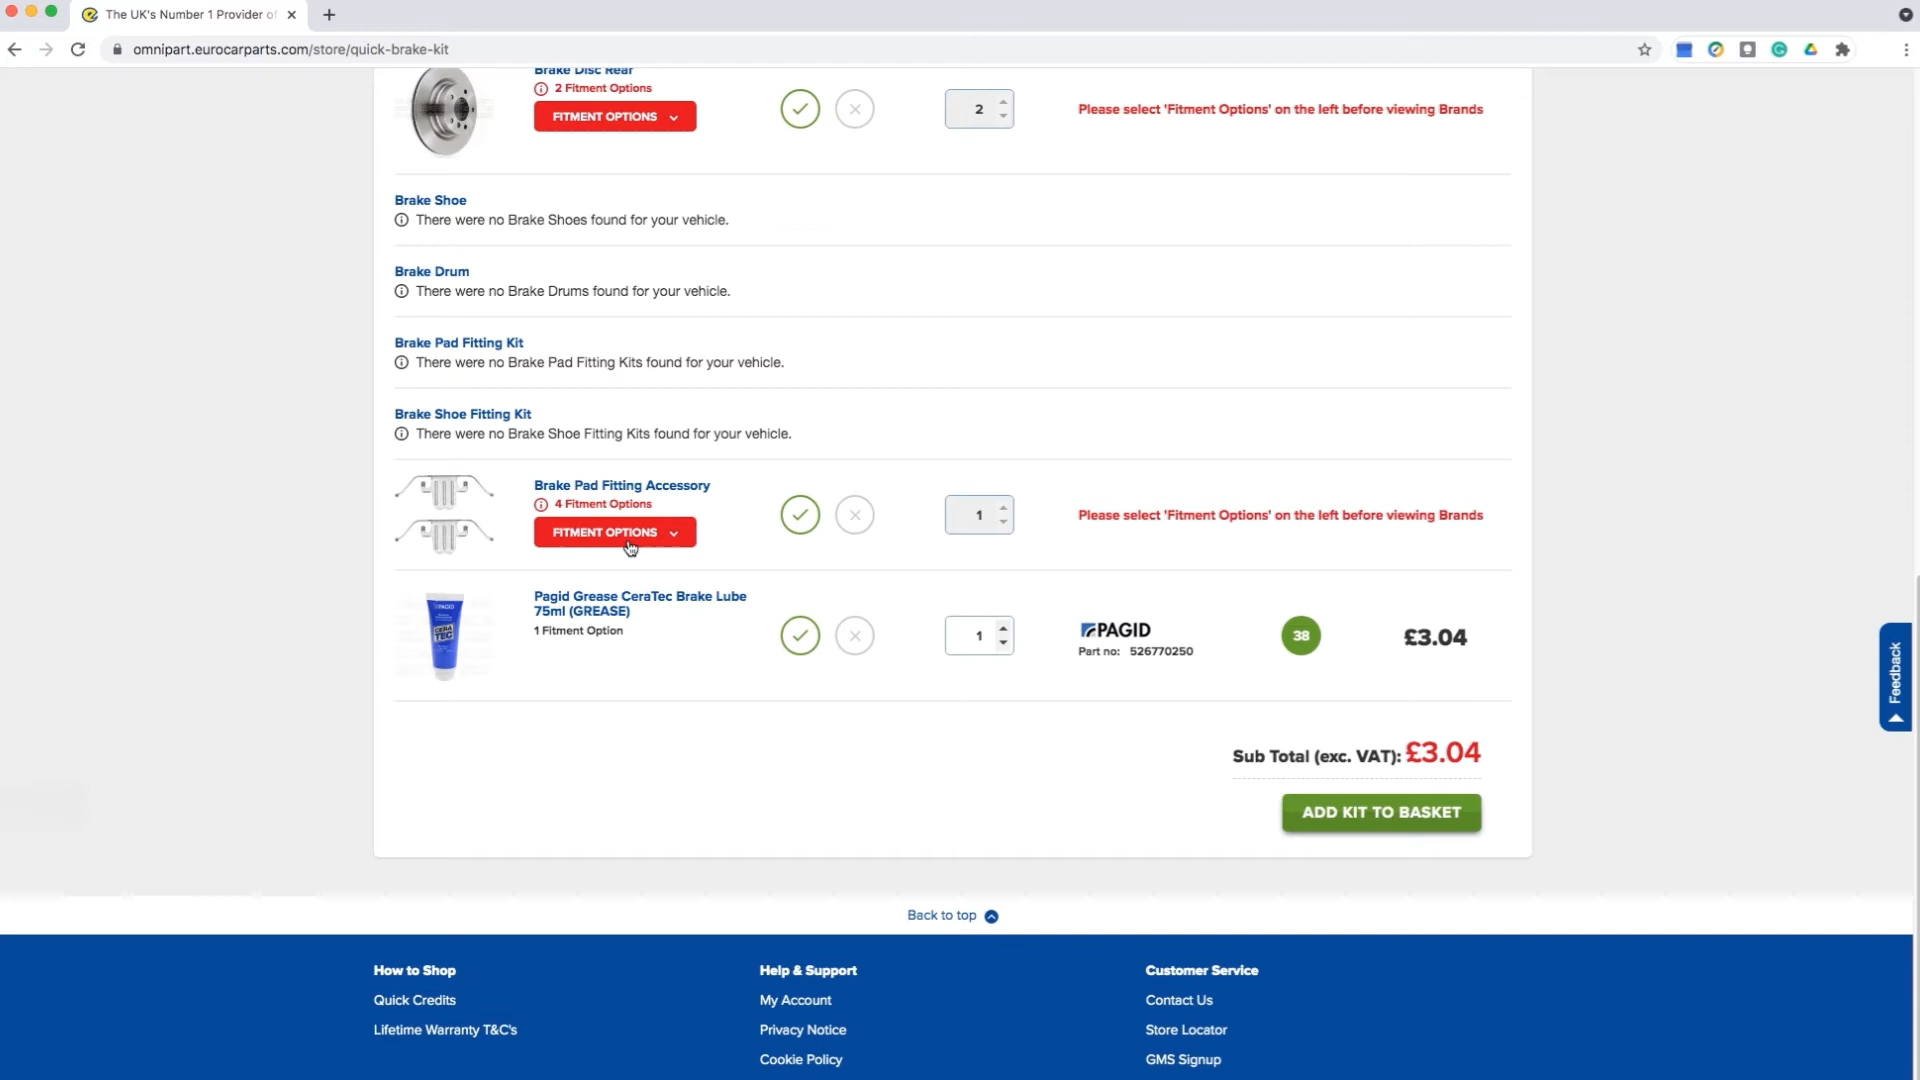 The UK's Number 1 Provider of
omnipart.eurocarparts.com/store/quick-brake-kit
Brake Disc Rear
2 Fitment Options
FITMENT OPTIONS
2
Please select 'Fitment Options' on the left before viewing Brands
Brake Shoe
There were no Brake Shoes found for your vehicle.
Brake Drum
There were no Brake Drums found for your vehicle.
Brake Pad Fitting Kit
There were no Brake Pad Fitting Kits found for your vehicle.
Brake Shoe Fitting Kit
There were no Brake Shoe Fitting Kits found for your vehicle.
Brake Pad Fitting Accessory
4 Fitment Options
FITMENT OPTIONS
1
Please select 'Fitment Options' on the left before viewing Brands
PAGID
CERA
TEC
Pagid Grease CeraTec Brake Lube
75ml (GREASE)
1 Fitment Option
1
PAGID
Part no: 526770250
38
£3.04
Feedback
Sub Total (exc. VAT): £3.04
ADD KIT TO BASKET
Back to top
How to Shop
Quick Credits
Lifetime Warranty T&C's
Help & Support
My Account
Privacy Notice
Cookie Policy
Customer Service
Contact Us
Store Locator
GMS Signup